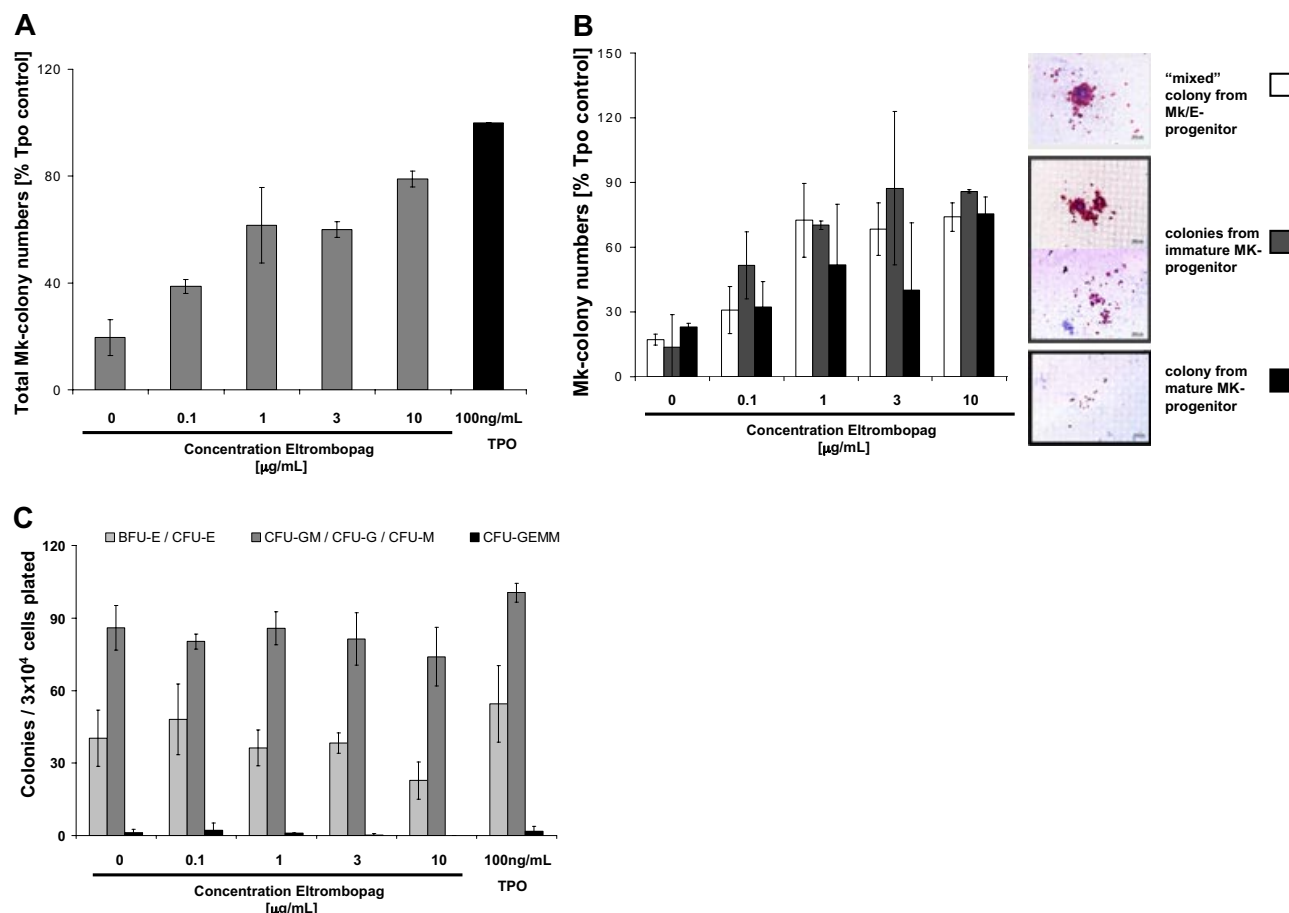 A
Total Mk-colony numbers [% Tpo control]
120
80
40
0
0 0.1 1 3 10 100ng/mL
TPO
Concentration Eltrombopag
[µg/mL]
B
Mk-colony numbers [% Tpo control]
150
120
90
60
30
0
0 0.1 1 3 10
Concentration Eltrombopag
[µg/mL]
“mixed”
colony from
Mk/E-
progenitor
colonies from
immature MK-
progenitor
colony from
mature MK-
progenitor
C
BFU-E / CFU-E CFU-GM / CFU-G / CFU-M CFU-GEMM
Colonies / 3x10⁴ cells plated
120
90
60
30
0
0 0.1 1 3 10 100ng/mL
TPO
Concentration Eltrombopag
[µg/mL]